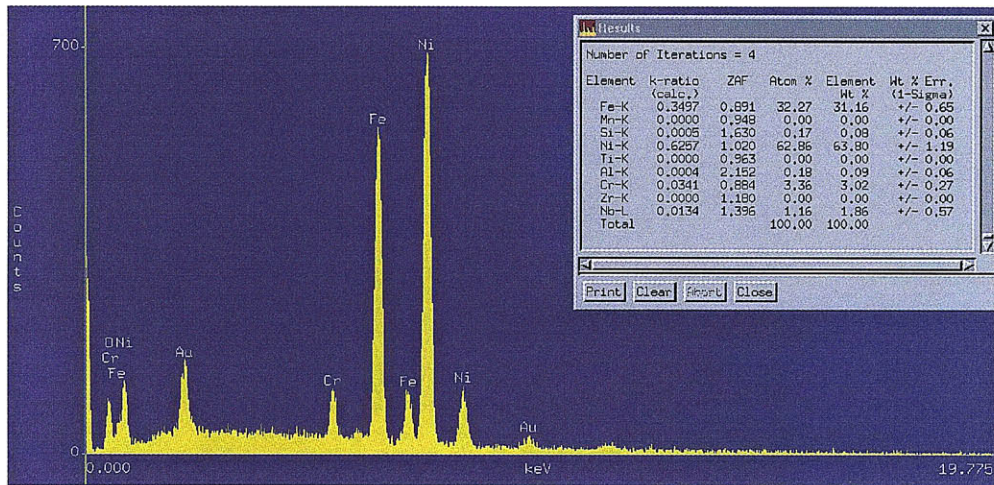 700.
Ni
Fe
Au
ONi
Cr
Fe
Cr
Fe
Ni
Au
Counts
0.
0.000 keV 19.775
Results
Number of Iterations = 4
Element k-ratio ZAF Atom % Element Wt % Err.
(calc.) Wt % (1-Sigma)
Fe-K 0.3497 0.891 32.27 31.16 +/- 0.65
Mn-K 0.0000 0.948 0.00 0.00 +/- 0.00
Si-K 0.0005 1.630 0.17 0.08 +/- 0.06
Ni-K 0.6257 1.020 62.86 63.80 +/- 1.19
Ti-K 0.0000 0.963 0.00 0.00 +/- 0.00
Al-K 0.0004 2.152 0.18 0.09 +/- 0.06
Cr-K 0.0341 0.884 3.36 3.02 +/- 0.27
Zr-K 0.0000 1.180 0.00 0.00 +/- 0.00
Nb-L 0.0134 1.396 1.16 1.86 +/- 0.57
Total 100.00 100.00
Print Clear Abort Close